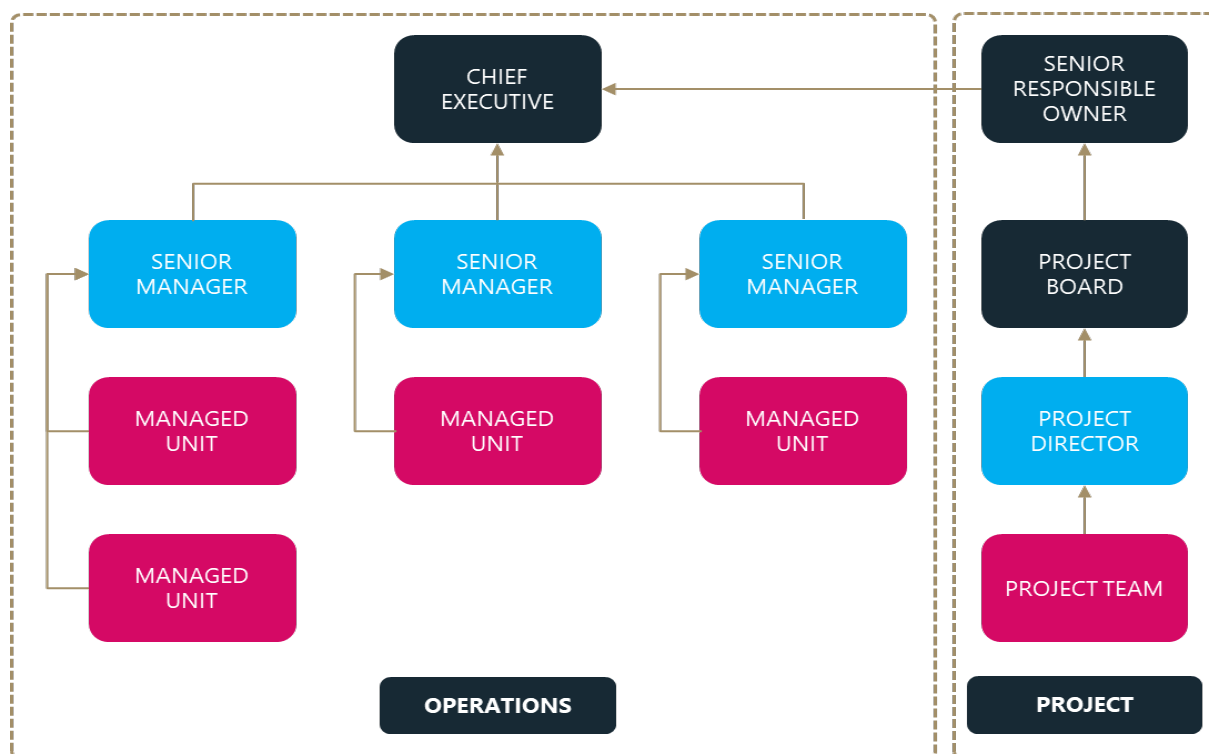 CHIEF
EXECUTIVE
SENIOR
RESPONSIBLE
OWNER
SENIOR
MANAGER
SENIOR
MANAGER
SENIOR
MANAGER
PROJECT
BOARD
MANAGED
UNIT
MANAGED
UNIT
MANAGED
UNIT
PROJECT
DIRECTOR
MANAGED
UNIT
PROJECT TEAM
OPERATIONS
PROJECT